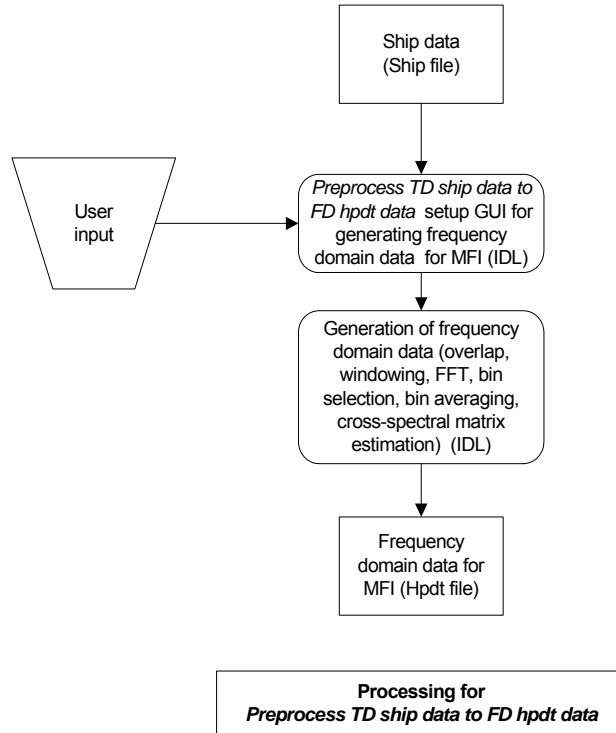 Ship data
(Ship file)
User
input
Preprocess TD ship data to
FD hpdt data setup GUI for
generating frequency
domain data for MFI (IDL)
Generation of frequency
domain data (overlap,
windowing, FFT, bin
selection, bin averaging,
cross-spectral matrix
estimation) (IDL)
Frequency
domain data for
MFI (Hpdt file)
Processing for
Preprocess TD ship data to FD hpdt data